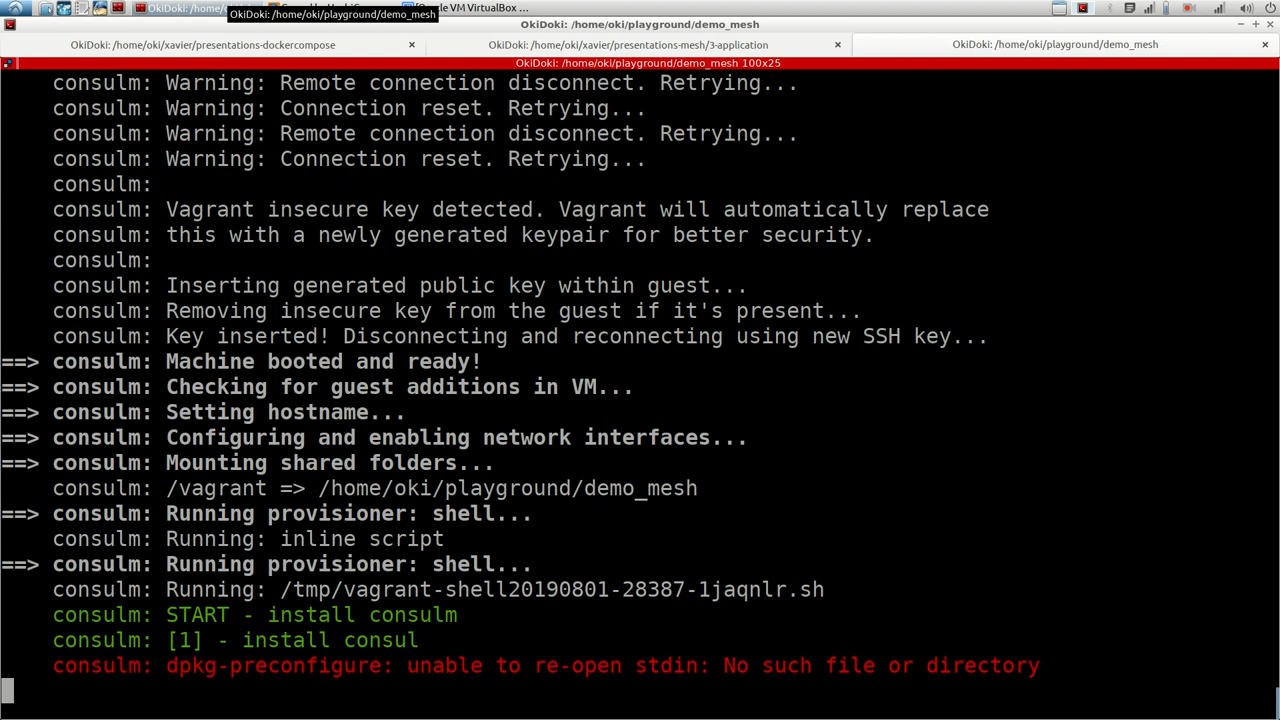 OkiDoki: /home/
OkiDoki: /home/oki/playground/demo_mesh
Oracle VM VirtualBox ...
OkiDoki: /home/oki/playground/demo_mesh
OkiDoki: /home/oki/xavier/presentations-dockercompose
OkiDoki: /home/oki/xavier/presentations-mesh/3-application
OkiDoki: /home/oki/playground/demo_mesh
OkiDoki: /home/oki/playground/demo_mesh 100x25
consulm: Warning: Remote connection disconnect. Retrying...
consulm: Warning: Connection reset. Retrying...
consulm: Warning: Remote connection disconnect. Retrying...
consulm: Warning: Connection reset. Retrying...
consulm:
consulm: Vagrant insecure key detected. Vagrant will automatically replace
consulm: this with a newly generated keypair for better security.
consulm:
consulm: Inserting generated public key within guest...
consulm: Removing insecure key from the guest if it's present...
consulm: Key inserted! Disconnecting and reconnecting using new SSH key...
==> consulm: Machine booted and ready!
==> consulm: Checking for guest additions in VM...
==> consulm: Setting hostname...
==> consulm: Configuring and enabling network interfaces...
==> consulm: Mounting shared folders...
consulm: /vagrant => /home/oki/playground/demo_mesh
==> consulm: Running provisioner: shell...
consulm: Running: inline script
==> consulm: Running provisioner: shell...
consulm: Running: /tmp/vagrant-shell20190801-28387-1jaqnlr.sh
consulm: START - install consulm
consulm: [1] - install consul
consulm: dpkg-preconfigure: unable to re-open stdin: No such file or directory